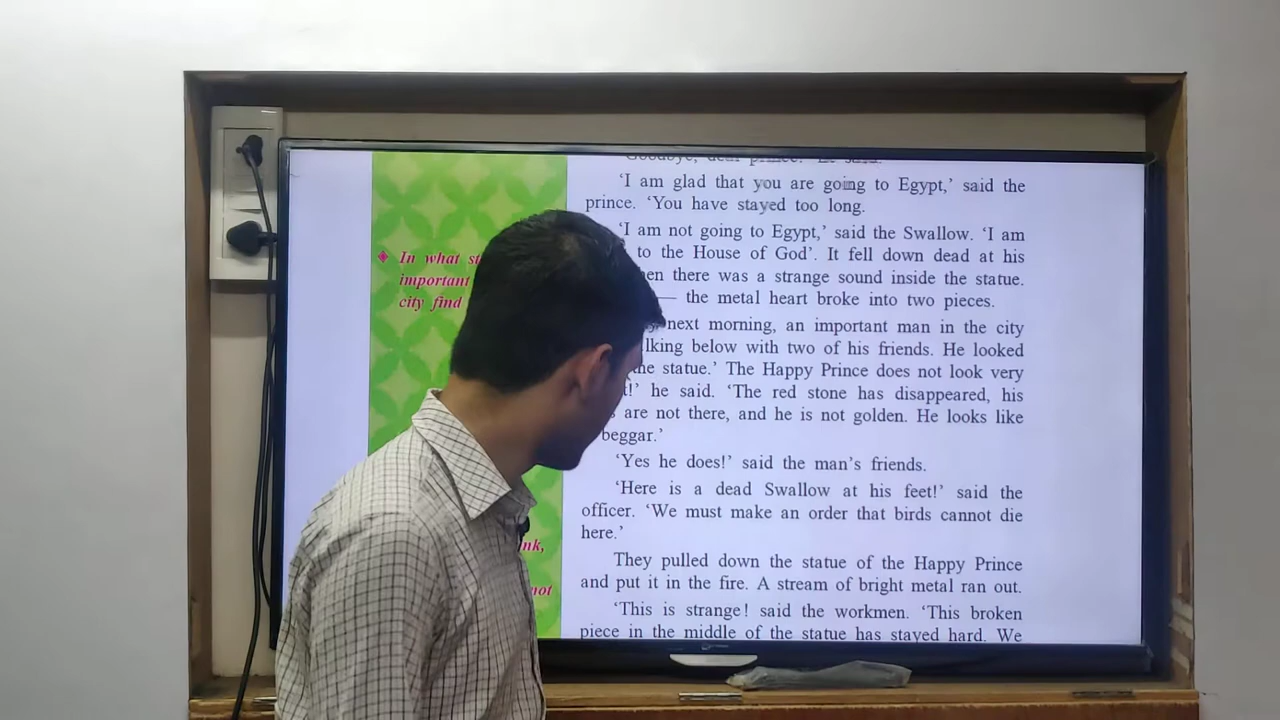 'Goodbye, dear prince.' he said.
'I am glad that you are going to Egypt,' said the
prince. 'You have stayed too long.
'I am not going to Egypt,' said the Swallow. 'I am
to the House of God'. It fell down dead at his
there was a strange sound inside the statue.
— the metal heart broke into two pieces.
next morning, an important man in the city
below with two of his friends. He looked
the statue.' The Happy Prince does not look very
he said. 'The red stone has disappeared, his
are not there, and he is not golden. He looks like
beggar.'
'Yes he does!' said the man's friends.
'Here is a dead Swallow at his feet!' said the
officer. 'We must make an order that birds cannot die
here.'
They pulled down the statue of the Happy Prince
and put it in the fire. A stream of bright metal ran out.
'This is strange! said the workmen. 'This broken
piece in the middle of the statue has stayed hard. We
In what
important
city find
not